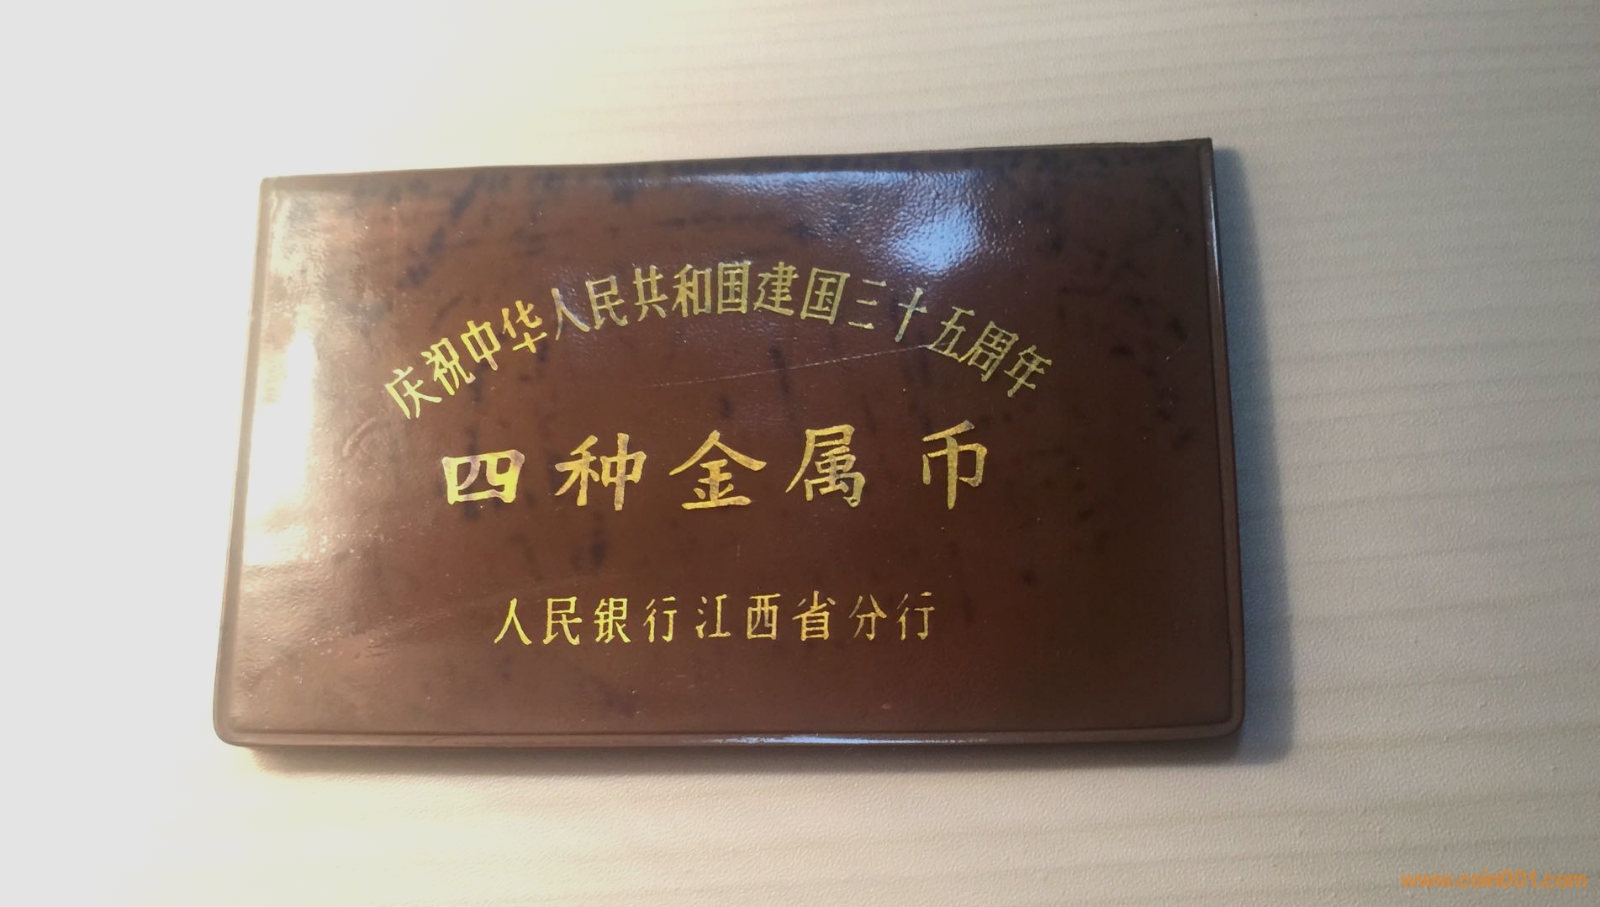 庆祝中华人民共和国建国三十五周年
四种金属币
人民银行江西省分行
www.coin001.com